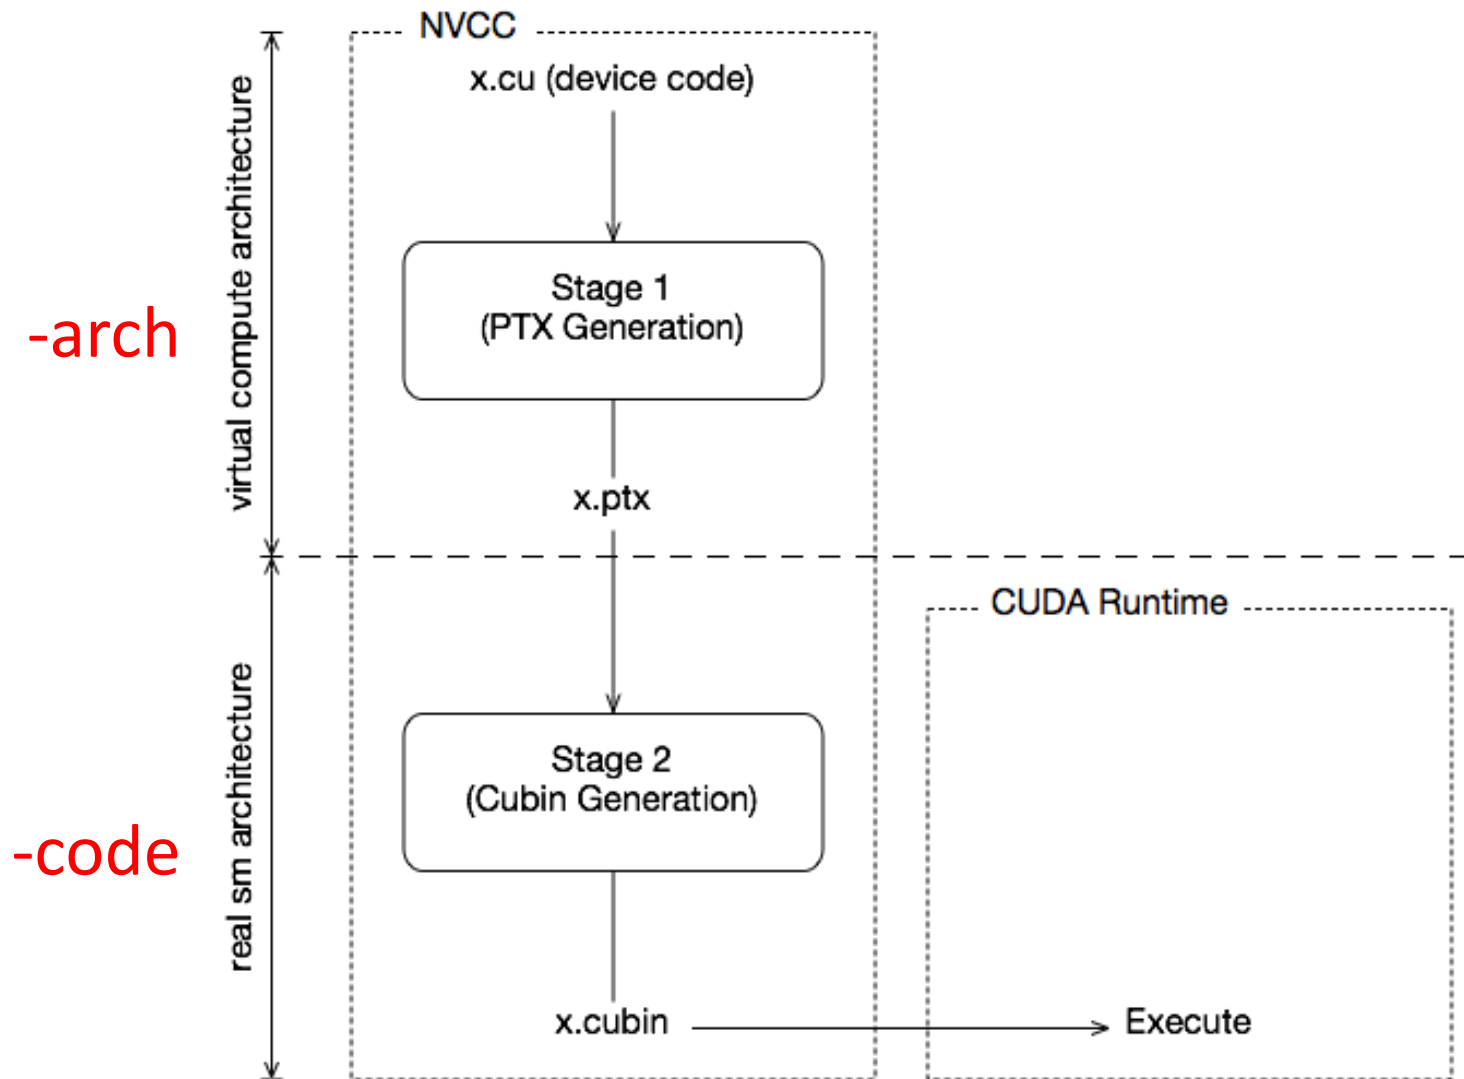 NVCC
x.cu (device code)
virtual compute architecture
-arch
Stage 1
(PTX Generation)
x.ptx
CUDA Runtime
real sm architecture
-code
Stage 2
(Cubin Generation)
x.cubin
Execute